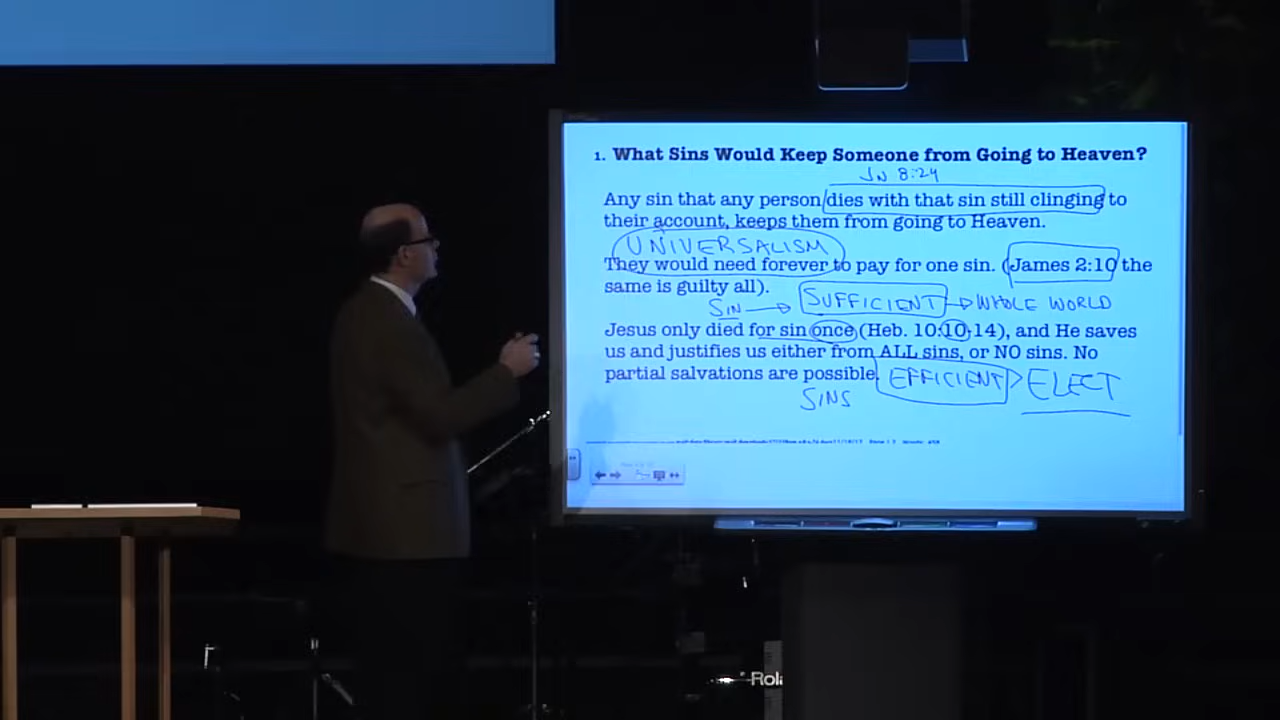 1. What Sins Would Keep Someone from Going to Heaven?
JN 8:24
Any sin that any person dies with that sin still clinging to
their account, keeps them from going to Heaven.
UNIVERSALISM
They would need forever to pay for one sin. (James 2:10 the
same is guilty all).
SIN → SUFFICIENT → WHOLE WORLD
Jesus only died for sin once (Heb. 10:10-14), and He saves
us and justifies us either from ALL sins, or NO sins. No
partial salvations are possible.
EFFICIENT > ELECT
SINS
Rola